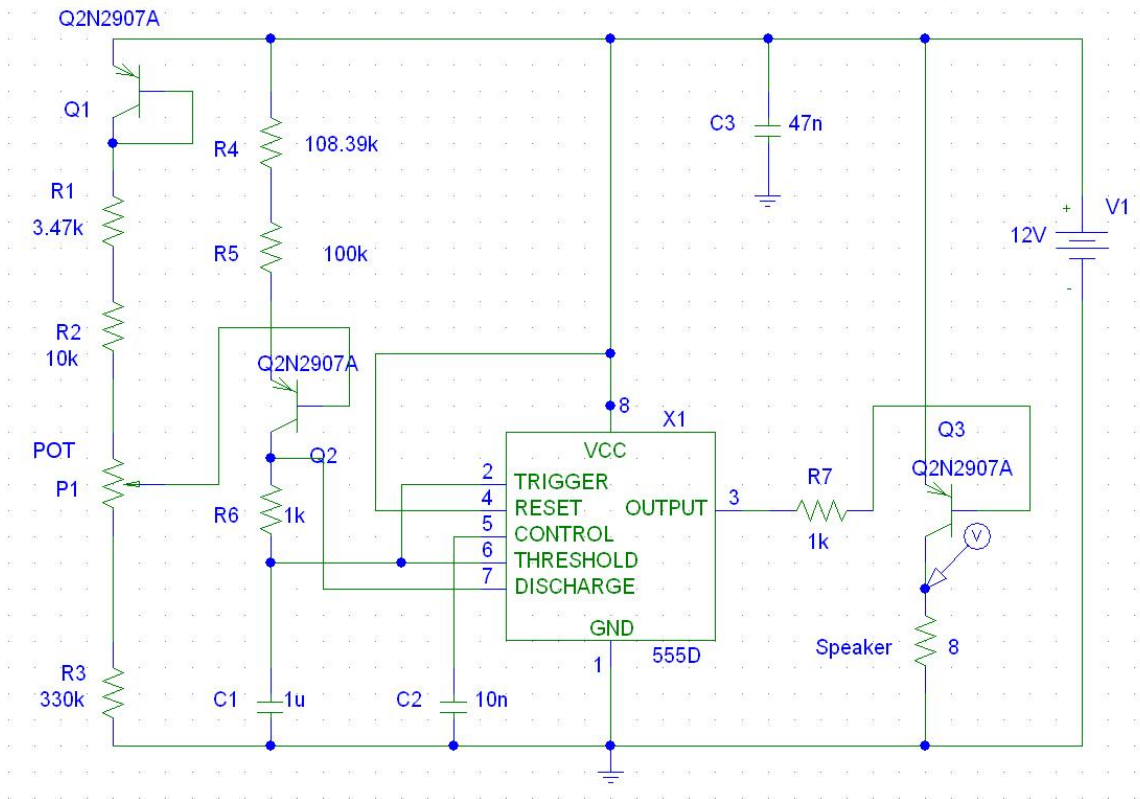 Q2N2907A
Q1
R1
3.47k
R2
10k
POT
P1
R3
330k
R4
108.39k
R5
100k
Q2N2907A
Q2
R6
1k
C1
1u
C2
10n
8
X1
VCC
2
TRIGGER
4
RESET
OUTPUT
3
5
CONTROL
6
THRESHOLD
7
DISCHARGE
GND
1
555D
C3
47n
R7
1k
Q3
Q2N2907A
V
Speaker
8
+
V1
12V
-